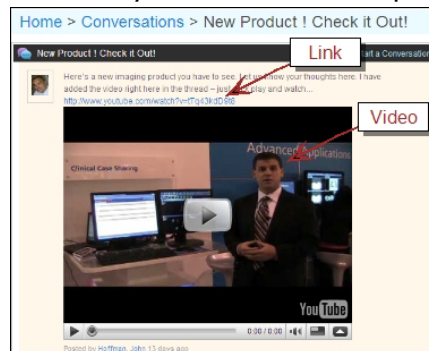 Home > Conversations > New Product ! Check it Out!
New Product ! Check it Out!
Link
Start a Conversation
Here's a new imaging product you have to see. Let us know your thoughts here. I have
added the video right here in the thread – just click play and watch...
http://www.youtube.com/watch?v=tTq43kdD9t8
Video
Advanced Applications
Clinical Case Sharing
YouTube
0:00 / 0:00
Posted by Hoffman, John 13 days ago